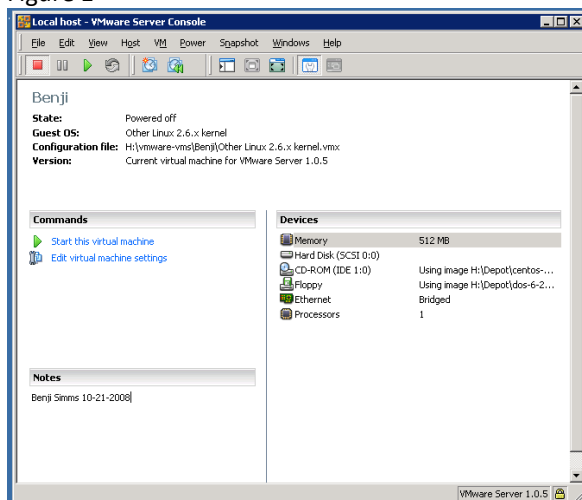 Local host - VMware Server Console
File Edit View Host VM Power Snapshot Windows Help
Benji
State: Powered off
Guest OS: Other Linux 2.6.x kernel
Configuration file: H:\vmware-vms\Benji\Other Linux 2.6.x kernel.vmx
Version: Current virtual machine for VMware Server 1.0.5
Commands
Start this virtual machine
Edit virtual machine settings
Devices
Memory 512 MB
Hard Disk (SCSI 0:0)
CD-ROM (IDE 1:0) Using image H:\Depot\centos-...
Floppy Using image H:\Depot\dos-6-2...
Ethernet Bridged
Processors 1
Notes
Benji Simms 10-21-2008
VMware Server 1.0.5